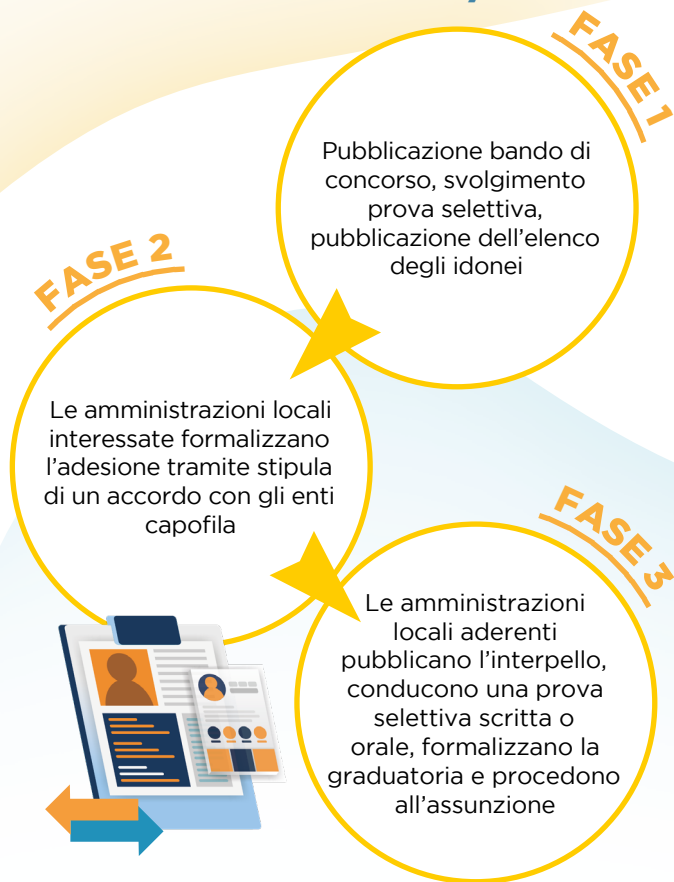 FASE 1
Pubblicazione bando di
concorso, svolgimento
prova selettiva,
pubblicazione dell’elenco
degli idonei
FASE 2
Le amministrazioni locali
interessate formalizzano
l’adesione tramite stipula
di un accordo con gli enti
capofila
FASE 3
Le amministrazioni
locali aderenti
pubblicano l’interpello,
conducono una prova
selettiva scritta o
orale, formalizzano la
graduatoria e procedono
all’assunzione